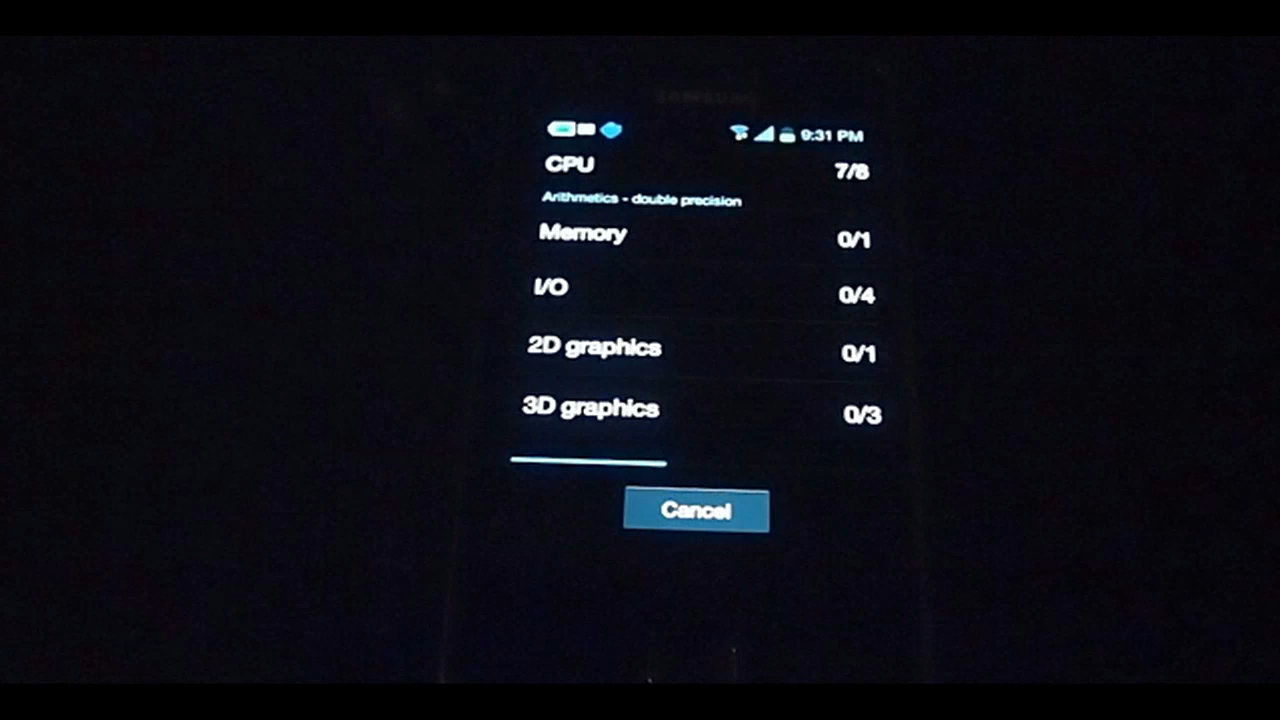 SAMSUNG
9:31 PM
CPU 7/8
Arithmetics - double precision
Memory 0/1
I/O 0/4
2D graphics 0/1
3D graphics 0/3
Cancel